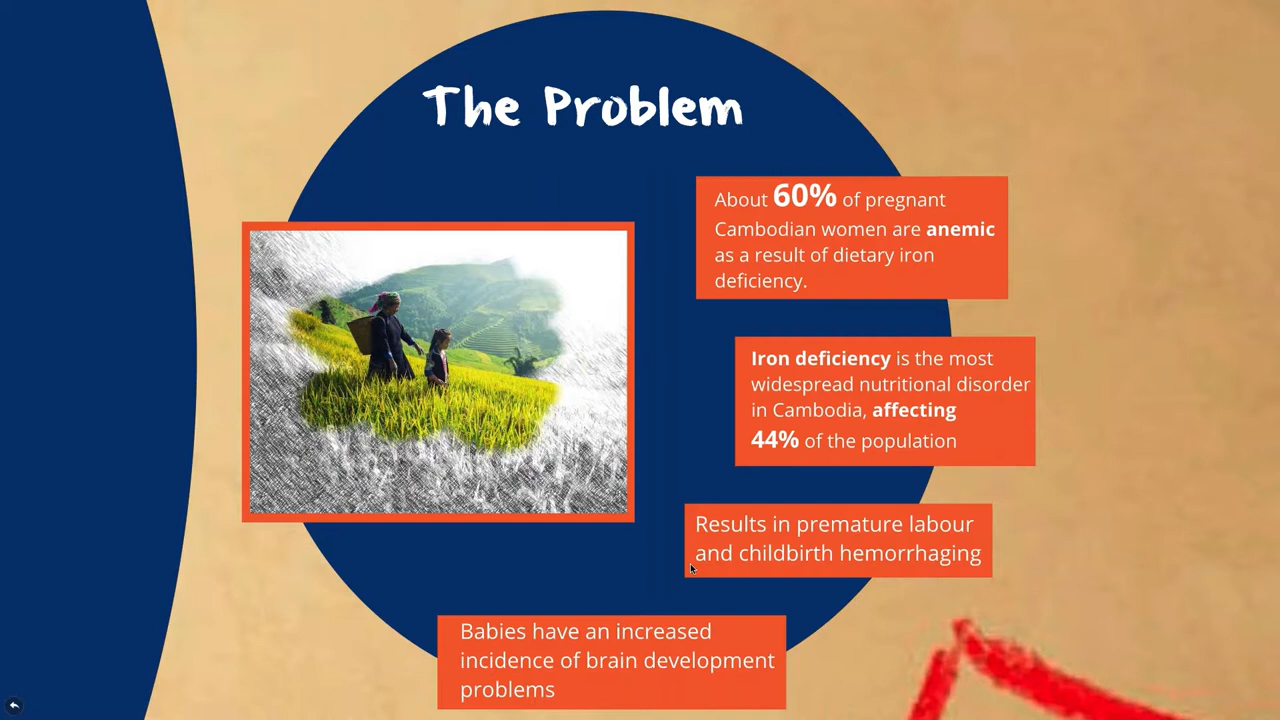 The Problem
About 60% of pregnant
Cambodian women are anemic
as a result of dietary iron
deficiency.
Iron deficiency is the most
widespread nutritional disorder
in Cambodia, affecting
44% of the population
Results in premature labour
and childbirth hemorrhaging
Babies have an increased
incidence of brain development
problems